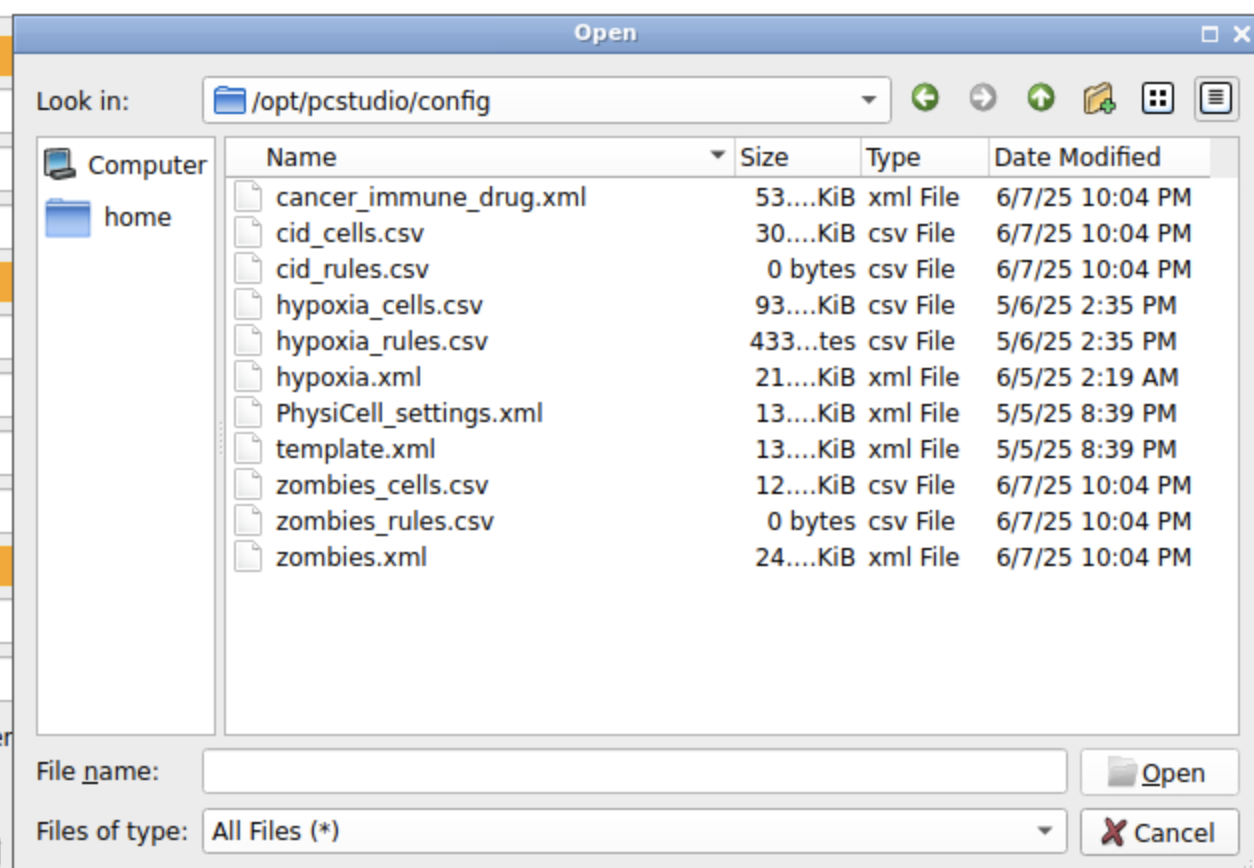 Open
Look in: /opt/pcstudio/config
Computer
home
Name Size Type Date Modified
cancer_immune_drug.xml 53....KiB xml File 6/7/25 10:04 PM
cid_cells.csv 30....KiB csv File 6/7/25 10:04 PM
cid_rules.csv 0 bytes csv File 6/7/25 10:04 PM
hypoxia_cells.csv 93....KiB csv File 5/6/25 2:35 PM
hypoxia_rules.csv 433...tes csv File 5/6/25 2:35 PM
hypoxia.xml 21....KiB xml File 6/5/25 2:19 AM
PhysiCell_settings.xml 13....KiB xml File 5/5/25 8:39 PM
template.xml 13....KiB xml File 5/5/25 8:39 PM
zombies_cells.csv 12....KiB csv File 6/7/25 10:04 PM
zombies_rules.csv 0 bytes csv File 6/7/25 10:04 PM
zombies.xml 24....KiB xml File 6/7/25 10:04 PM
er
File name: Open
Files of type: All Files (*) Cancel